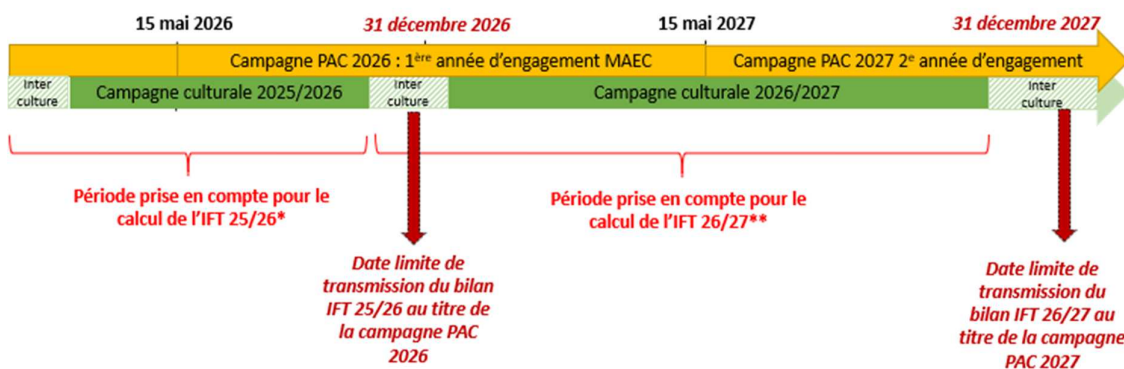 15 mai 2026
31 décembre 2026
15 mai 2027
31 décembre 2027
Campagne PAC 2026 : 1ère année d'engagement MAEC
Campagne PAC 2027 2e année d'engagement
Inter
culture
Campagne culturale 2025/2026
Inter
culture
Campagne culturale 2026/2027
Inter
culture
Période prise en compte pour le
calcul de l'IFT 25/26*
Période prise en compte pour le
calcul de l'IFT 26/27**
Date limite de
transmission du bilan
IFT 25/26 au titre de
la campagne PAC
2026
Date limite de
transmission du
bilan IFT 26/27 au
titre de la campagne
PAC 2027